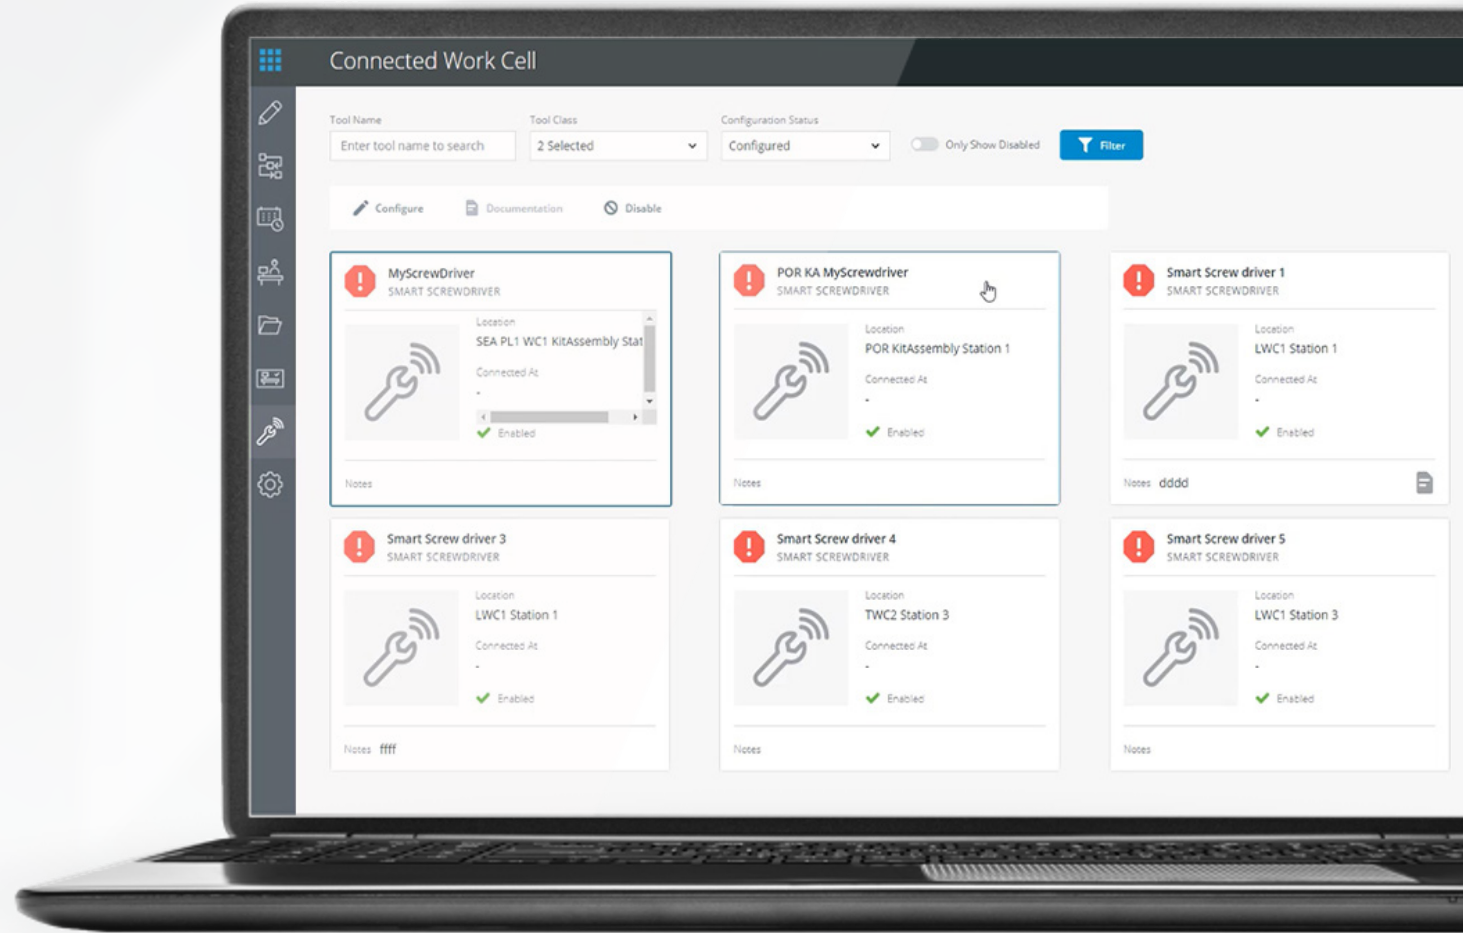 Connected Work Cell
Tool Name
Tool Class
Configuration Status
Enter tool name to search
2 Selected
Configured
Only Show Disabled
Filter
Configure
Documentation
Disable
MyScrewDriver
SMART SCREWDRIVER
Location
SEA PL1 WC1 KitAssembly Stat
Connected At
-
Enabled
Notes
POR KA MyScrewdriver
SMART SCREWDRIVER
Location
POR KitAssembly Station 1
Connected At
-
Enabled
Notes
Smart Screw driver 1
SMART SCREWDRIVER
Location
LWC1 Station 1
Connected At
-
Enabled
Notes dddd
Smart Screw driver 3
SMART SCREWDRIVER
Location
LWC1 Station 1
Connected At
-
Enabled
Notes ffff
Smart Screw driver 4
SMART SCREWDRIVER
Location
TWC2 Station 3
Connected At
-
Enabled
Notes
Smart Screw driver 5
SMART SCREWDRIVER
Location
LWC1 Station 3
Connected At
-
Enabled
Notes